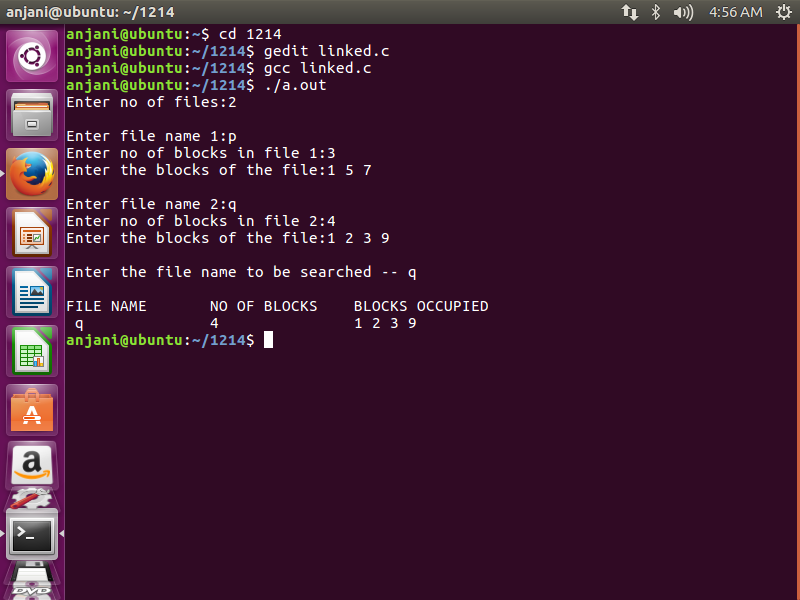 anjani@ubuntu: ~/1214 4:56 AM
anjani@ubuntu:~$ cd 1214
anjani@ubuntu:~/1214$ gedit linked.c
anjani@ubuntu:~/1214$ gcc linked.c
anjani@ubuntu:~/1214$ ./a.out
Enter no of files:2
Enter file name 1:p
Enter no of blocks in file 1:3
Enter the blocks of the file:1 5 7
Enter file name 2:q
Enter no of blocks in file 2:4
Enter the blocks of the file:1 2 3 9
Enter the file name to be searched -- q
FILE NAME NO OF BLOCKS BLOCKS OCCUPIED
q 4 1 2 3 9
anjani@ubuntu:~/1214$
A
a
>_
DVD